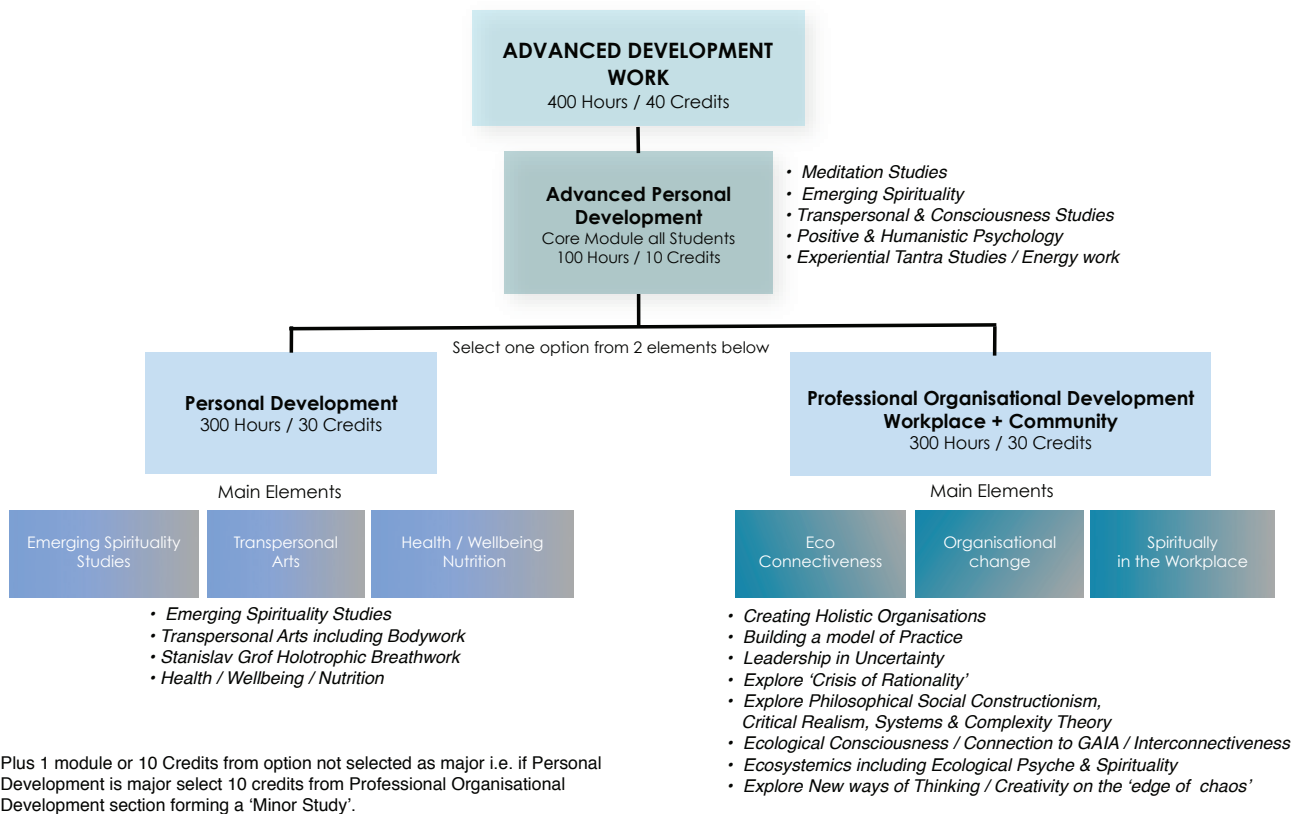 ADVANCED DEVELOPMENT
WORK
400 Hours / 40 Credits
Advanced Personal
Development
Core Module all Students
100 Hours / 10 Credits
• Meditation Studies
• Emerging Spirituality
• Transpersonal & Consciousness Studies
• Positive & Humanistic Psychology
• Experiential Tantra Studies / Energy work
Select one option from 2 elements below
Personal Development
300 Hours / 30 Credits
Main Elements
Emerging Spirituality
Studies
Transpersonal
Arts
Health / Wellbeing
Nutrition
• Emerging Spirituality Studies
• Transpersonal Arts including Bodywork
• Stanislav Grof Holotrophic Breathwork
• Health / Wellbeing / Nutrition
Plus 1 module or 10 Credits from option not selected as major i.e. if Personal
Development is major select 10 credits from Professional Organisational
Development section forming a ‘Minor Study’.
Professional Organisational Development
Workplace + Community
300 Hours / 30 Credits
Main Elements
Eco
Connectiveness
Organisational
change
Spiritually
in the Workplace
• Creating Holistic Organisations
• Building a model of Practice
• Leadership in Uncertainty
• Explore ‘Crisis of Rationality’
• Explore Philosophical Social Constructionism,
Critical Realism, Systems & Complexity Theory
• Ecological Consciousness / Connection to GAIA / Interconnectiveness
• Ecosystemics including Ecological Psyche & Spirituality
• Explore New ways of Thinking / Creativity on the ‘edge of chaos’